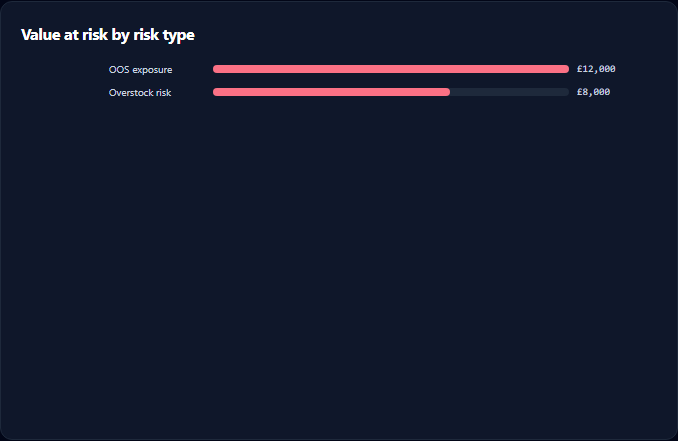 Value at risk by risk type
OOS exposure £12,000
Overstock risk £8,000